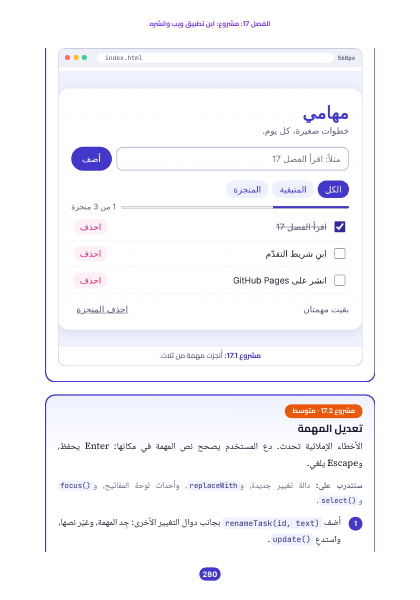 الفصل 17: مشروع: ابن تطبيق ويب وانشره
index.html
560px
مهامي
خطوات صغيرة، كل يوم.
مثلاً: اقرأ الفصل 17
أضف
الكل
المتبقية
المنجزة
1 من 3 منجزة
اقرأ الفصل 17
احذف
ابنِ شريط التقدّم
احذف
انشر على GitHub Pages
احذف
بقيت مهمتان
احذف المنجزة
مشروع 17.1: أُنجزت مهمة من ثلاث.
مشروع 17.2 · متوسط
تعديل المهمة
الأخطاء الإملائية تحدث. دع المستخدم يصحح نص المهمة في مكانها: Enter يحفظ،
وEscape يلغي.
ستتدرب على: دالة تغيير جديدة، وreplaceWith، وأحداث لوحة المفاتيح، وfocus()
وselect().
1 أضف renameTask(id, text) بجانب دوال التغيير الأخرى: جِد المهمة، وغيّر نصها،
واستدعِ update().
280